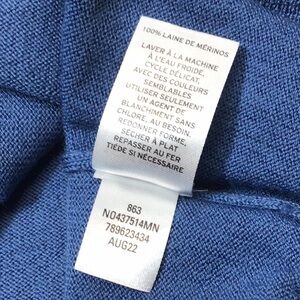 100% LAINE DE MÉRINOS
LAVER À LA MACHINE
À L'EAU FROIDE,
CYCLE DÉLICAT,
AVEC DES COULEURS
SEMBLABLES
UTILISER SEULEMENT
UN AGENT DE
BLANCHIMENT SANS
CHLORE, AU BESOIN.
REDONNER FORME,
SÉCHER À PLAT
REPASSER AU FER
TIÈDE SI NÉCESSAIRE
863
N0437514MN
789623434
AUG22